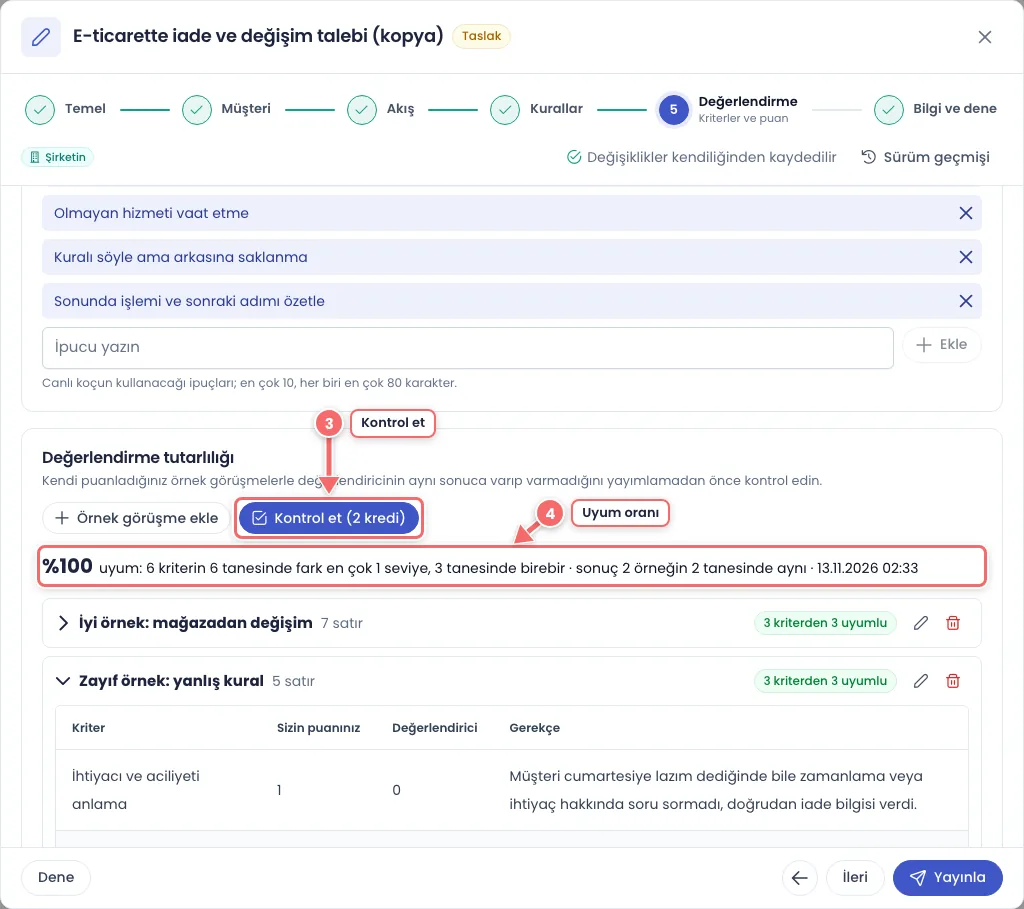 E-ticarette iade ve değişim talebi (kopya) Taslak
Temel Müşteri Akış Kurallar 5 Değerlendirme Bilgi ve dene
Kriterler ve puan
Şirketin Değişiklikler kendiliğinden kaydedilir Sürüm geçmişi
Olmayan hizmeti vaat etme
Kuralı söyle ama arkasına saklanma
Sonunda işlemi ve sonraki adımı özetle
İpucu yazın Ekle
Canlı koçun kullanacağı ipuçları; en çok 10, her biri en çok 80 karakter.
3 Kontrol et
Değerlendirme tutarlılığı
Kendi puanladığınız örnek görüşmelerle değerlendiricinin aynı sonuca varıp varmadığını yayımlamadan önce kontrol edin.
Örnek görüşme ekle Kontrol et (2 kredi) 4 Uyum oranı
%100 uyum: 6 kriterin 6 tanesinde fark en çok 1 seviye, 3 tanesinde birebir · sonuç 2 örneğin 2 tanesinde aynı · 13.11.2026 02:33
İyi örnek: mağazadan değişim 7 satır 3 kriterden 3 uyumlu
Zayıf örnek: yanlış kural 5 satır 3 kriterden 3 uyumlu
Kriter Sizin puanınız Değerlendirici Gerekçe
İhtiyacı ve aciliyeti anlama 1 0 Müşteri cumartesiye lazım dediğinde bile zamanlama veya
ihtiyaç hakkında soru sormadı, doğrudan iade bilgisi verdi.
Dene İleri Yayınla